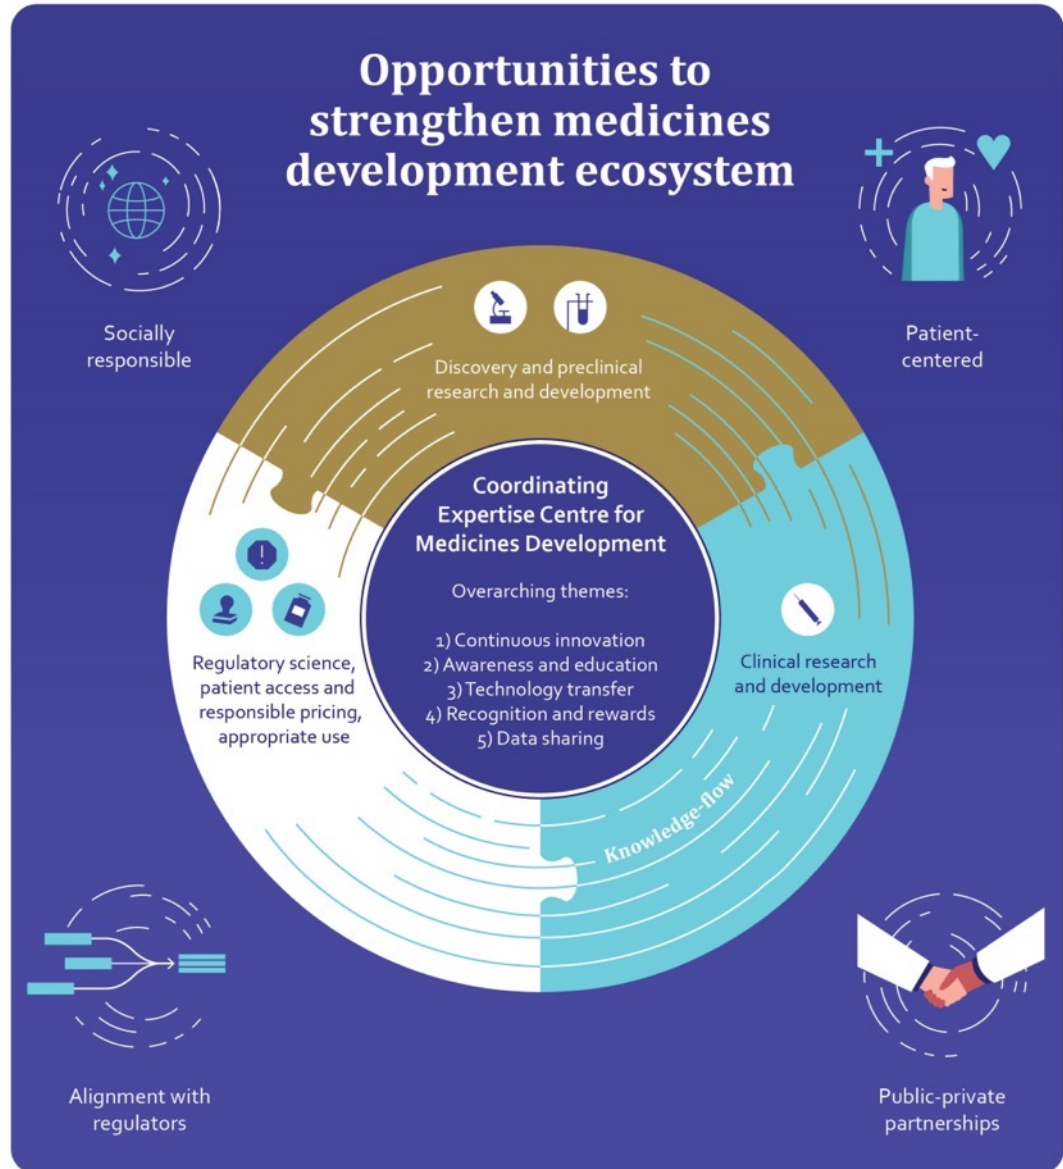 Opportunities to
strengthen medicines
development ecosystem
Socially
responsible
Patient-
centered
Discovery and preclinical
research and development
Coordinating
Expertise Centre for
Medicines Development
Overarching themes:
1) Continuous innovation
2) Awareness and education
3) Technology transfer
4) Recognition and rewards
5) Data sharing
Regulatory science,
patient access and
responsible pricing,
appropriate use
Clinical research
and development
Knowledge-flow
Alignment with
regulators
Public-private
partnerships